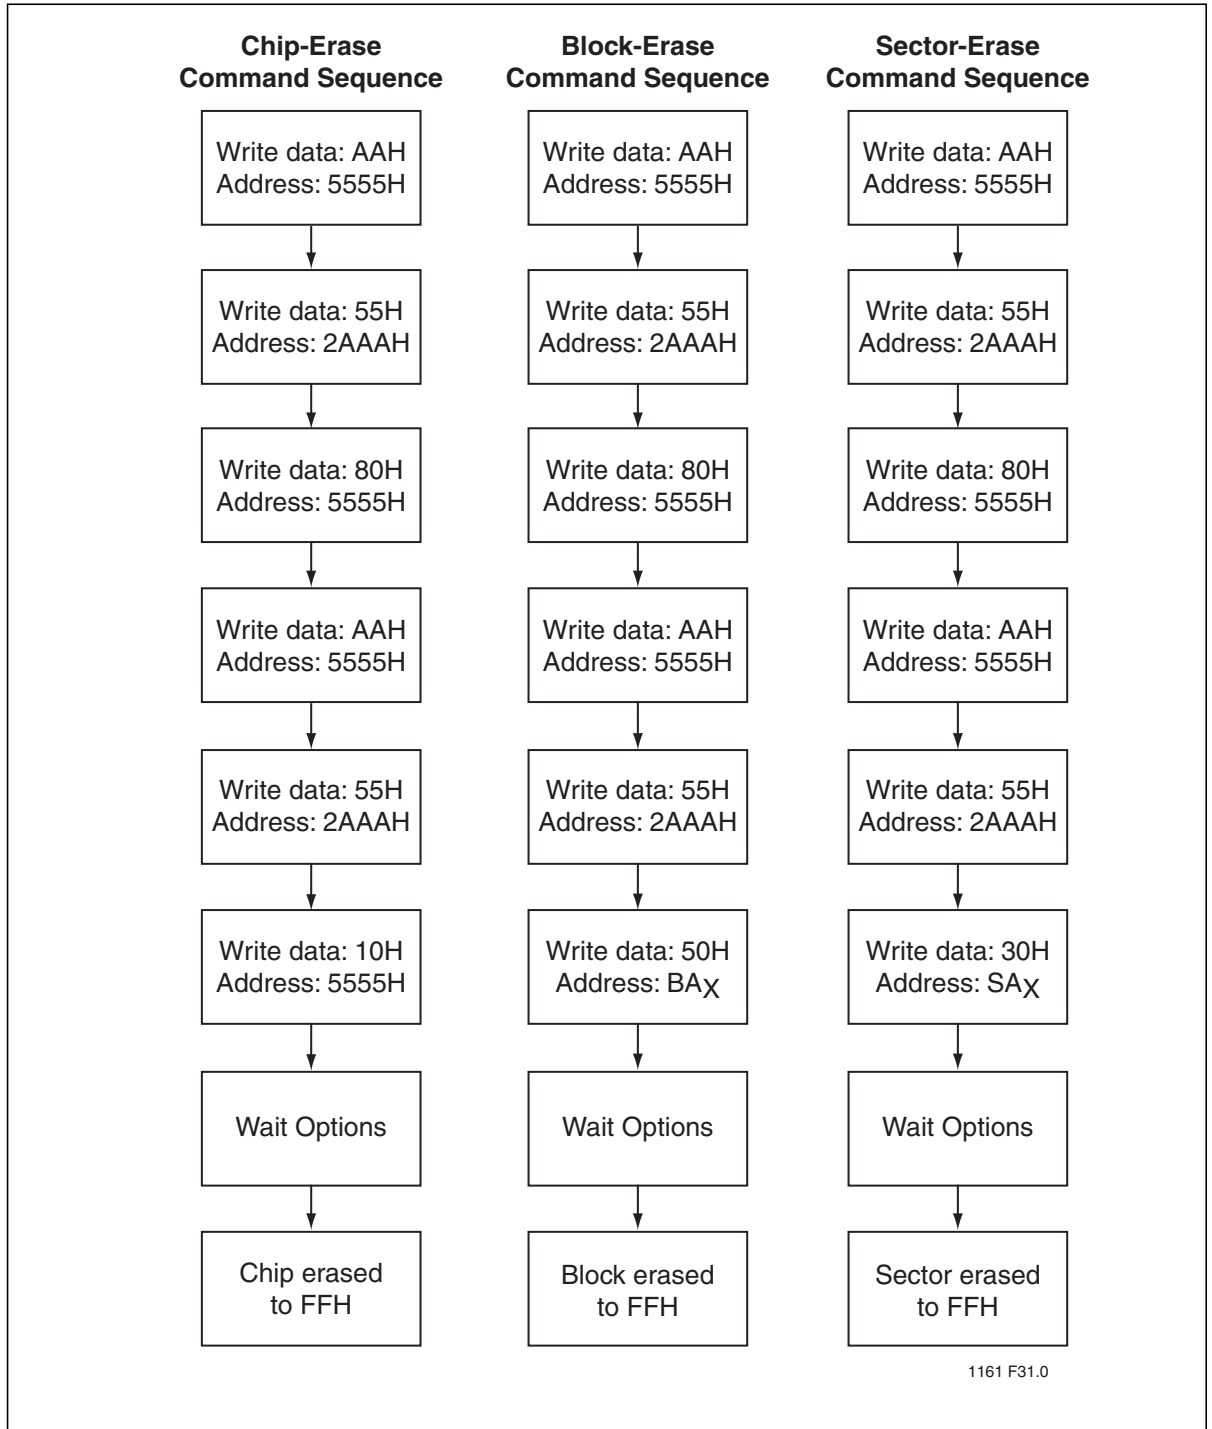 Chip-Erase
Command Sequence
Write data: AAH
Address: 5555H
Write data: 55H
Address: 2AAAH
Write data: 80H
Address: 5555H
Write data: AAH
Address: 5555H
Write data: 55H
Address: 2AAAH
Write data: 10H
Address: 5555H
Wait Options
Chip erased
to FFH
Block-Erase
Command Sequence
Write data: AAH
Address: 5555H
Write data: 55H
Address: 2AAAH
Write data: 80H
Address: 5555H
Write data: AAH
Address: 5555H
Write data: 55H
Address: 2AAAH
Write data: 50H
Address: BAX
Wait Options
Block erased
to FFH
Sector-Erase
Command Sequence
Write data: AAH
Address: 5555H
Write data: 55H
Address: 2AAAH
Write data: 80H
Address: 5555H
Write data: AAH
Address: 5555H
Write data: 55H
Address: 2AAAH
Write data: 30H
Address: SAX
Wait Options
Sector erased
to FFH
1161 F31.0